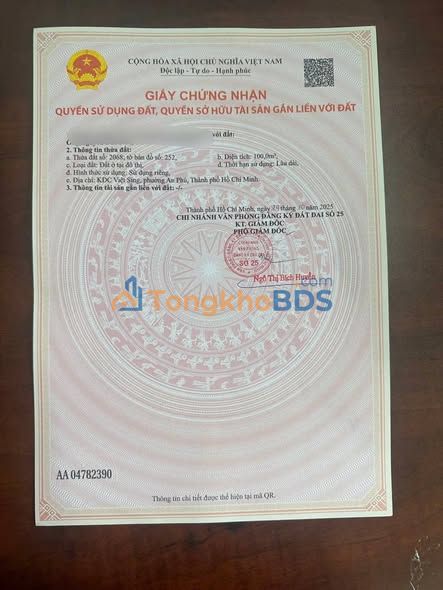 CỘNG HÒA XÃ HỘI CHỦ NGHĨA VIỆT NAM
Độc lập - Tự do - Hạnh phúc
GIẤY CHỨNG NHẬN
QUYỀN SỬ DỤNG ĐẤT, QUYỀN SỞ HỮU TÀI SẢN GẮN LIỀN VỚI ĐẤT
với đất:
2. Thông tin thửa đất:
a. Thửa đất số: 2068; tờ bản đồ số: 252, b. Diện tích: 100,0m²,
c. Loại đất: Đất ở tại đô thị, d. Thời hạn sử dụng: Lâu dài,
đ. Hình thức sử dụng: Sử dụng riêng,
e. Địa chỉ: KDC Việt Sing, phường An Phú, Thành phố Hồ Chí Minh.
3. Thông tin tài sản gắn liền với đất: -/-
Thành phố Hồ Chí Minh, ngày 10 2025
CHI NHÁNH VĂN PHÒNG ĐĂNG KÝ ĐẤT ĐAI SỐ 25
KT. GIÁM ĐỐC
PHÓ GIÁM ĐỐC
SỐ 25
Ngô Thị Bích Huyền
TongkhoBDS
.com
AA 04782390
Thông tin chi tiết được thể hiện tại mã QR.